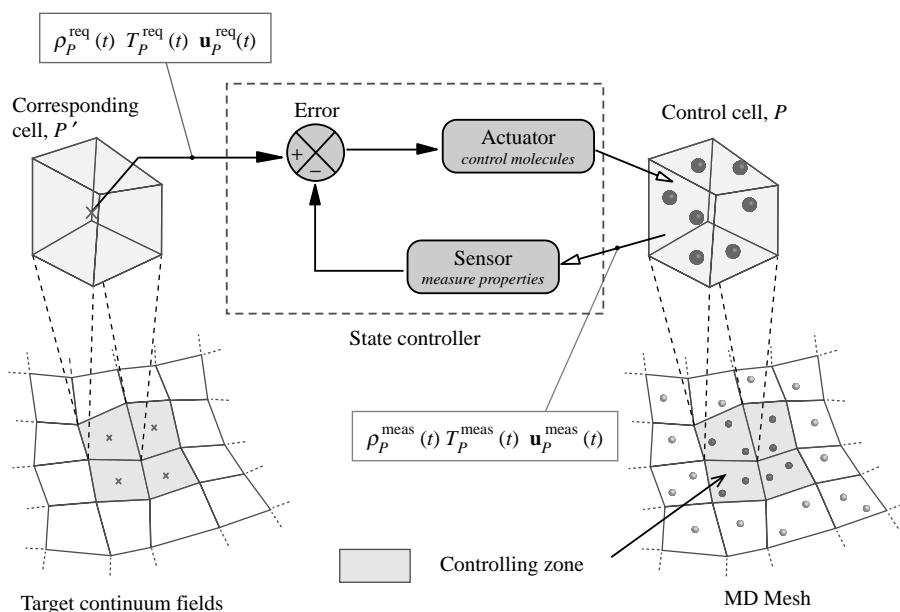 ρ_P^req (t) T_P^req (t) u_P^req(t)
Corresponding
cell, P′
Error
+
−
Actuator
control molecules
Control cell, P
Sensor
measure properties
State controller
ρ_P^meas (t) T_P^meas (t) u_P^meas (t)
Controlling zone
Target continuum fields
MD Mesh